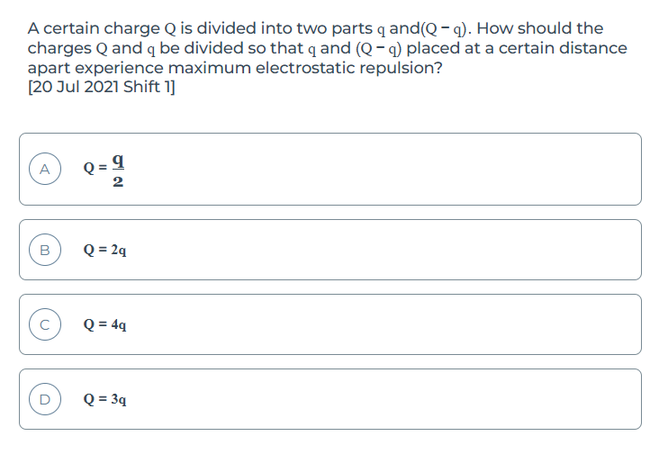 A certain charge Q is divided into two parts q and(Q − q). How should the
charges Q and q be divided so that q and (Q − q) placed at a certain distance
apart experience maximum electrostatic repulsion?
[20 Jul 2021 Shift 1]
A Q = q/2
B Q = 2q
C Q = 4q
D Q = 3q